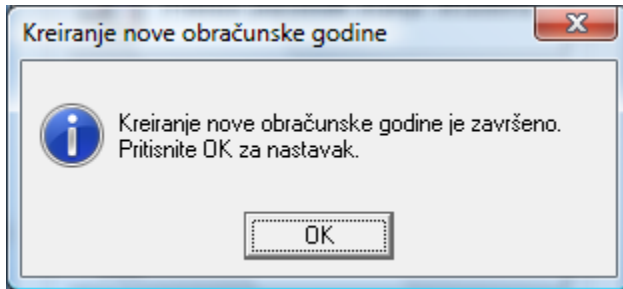 Kreiranje nove obračunske godine
Kreiranje nove obračunske godine je završeno.
Pritisnite OK za nastavak.
OK